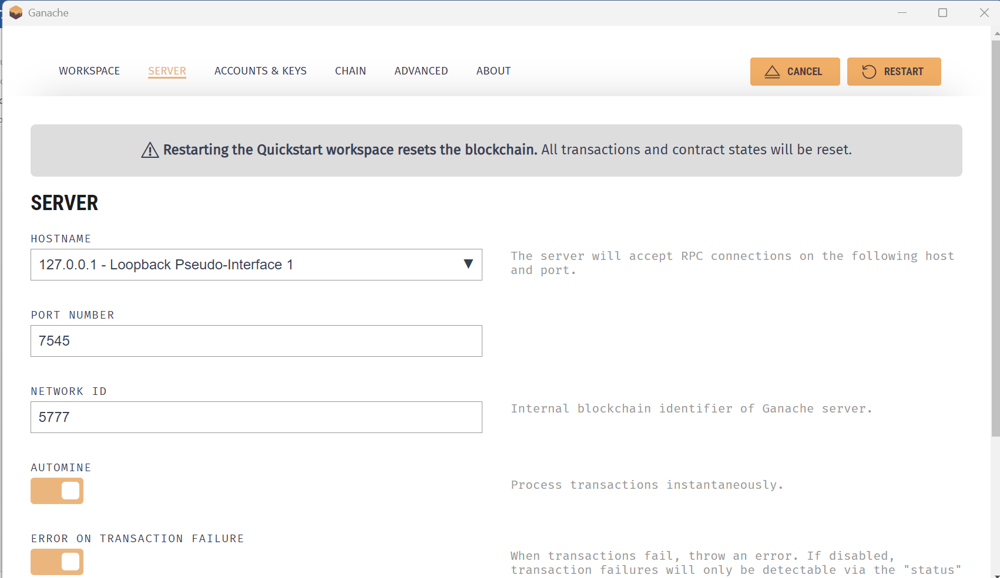 Ganache
WORKSPACE SERVER ACCOUNTS & KEYS CHAIN ADVANCED ABOUT CANCEL RESTART
Restarting the Quickstart workspace resets the blockchain. All transactions and contract states will be reset.
SERVER
HOSTNAME
127.0.0.1 - Loopback Pseudo-Interface 1
The server will accept RPC connections on the following host
and port.
PORT NUMBER
7545
NETWORK ID
5777
Internal blockchain identifier of Ganache server.
AUTOMINE
Process transactions instantaneously.
ERROR ON TRANSACTION FAILURE
When transactions fail, throw an error. If disabled,
transaction failures will only be detectable via the "status"